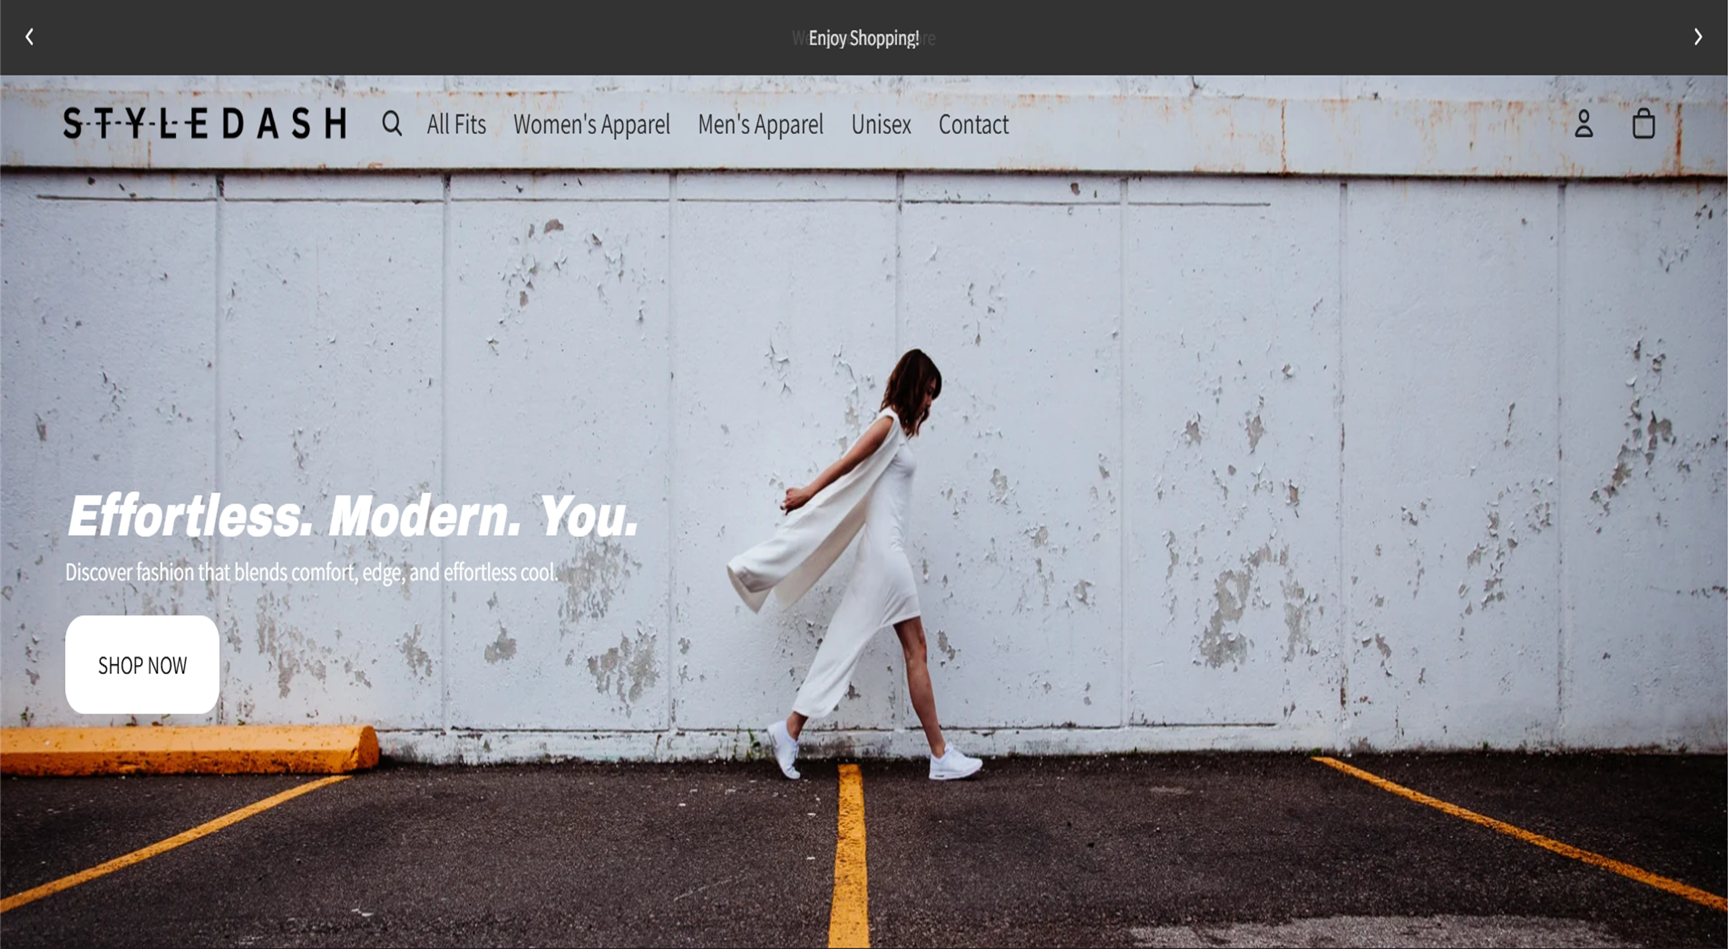 Enjoy Shopping!
STYLEDASH
All Fits
Women's Apparel
Men's Apparel
Unisex
Contact
Effortless. Modern. You.
Discover fashion that blends comfort, edge, and effortless cool.
SHOP NOW